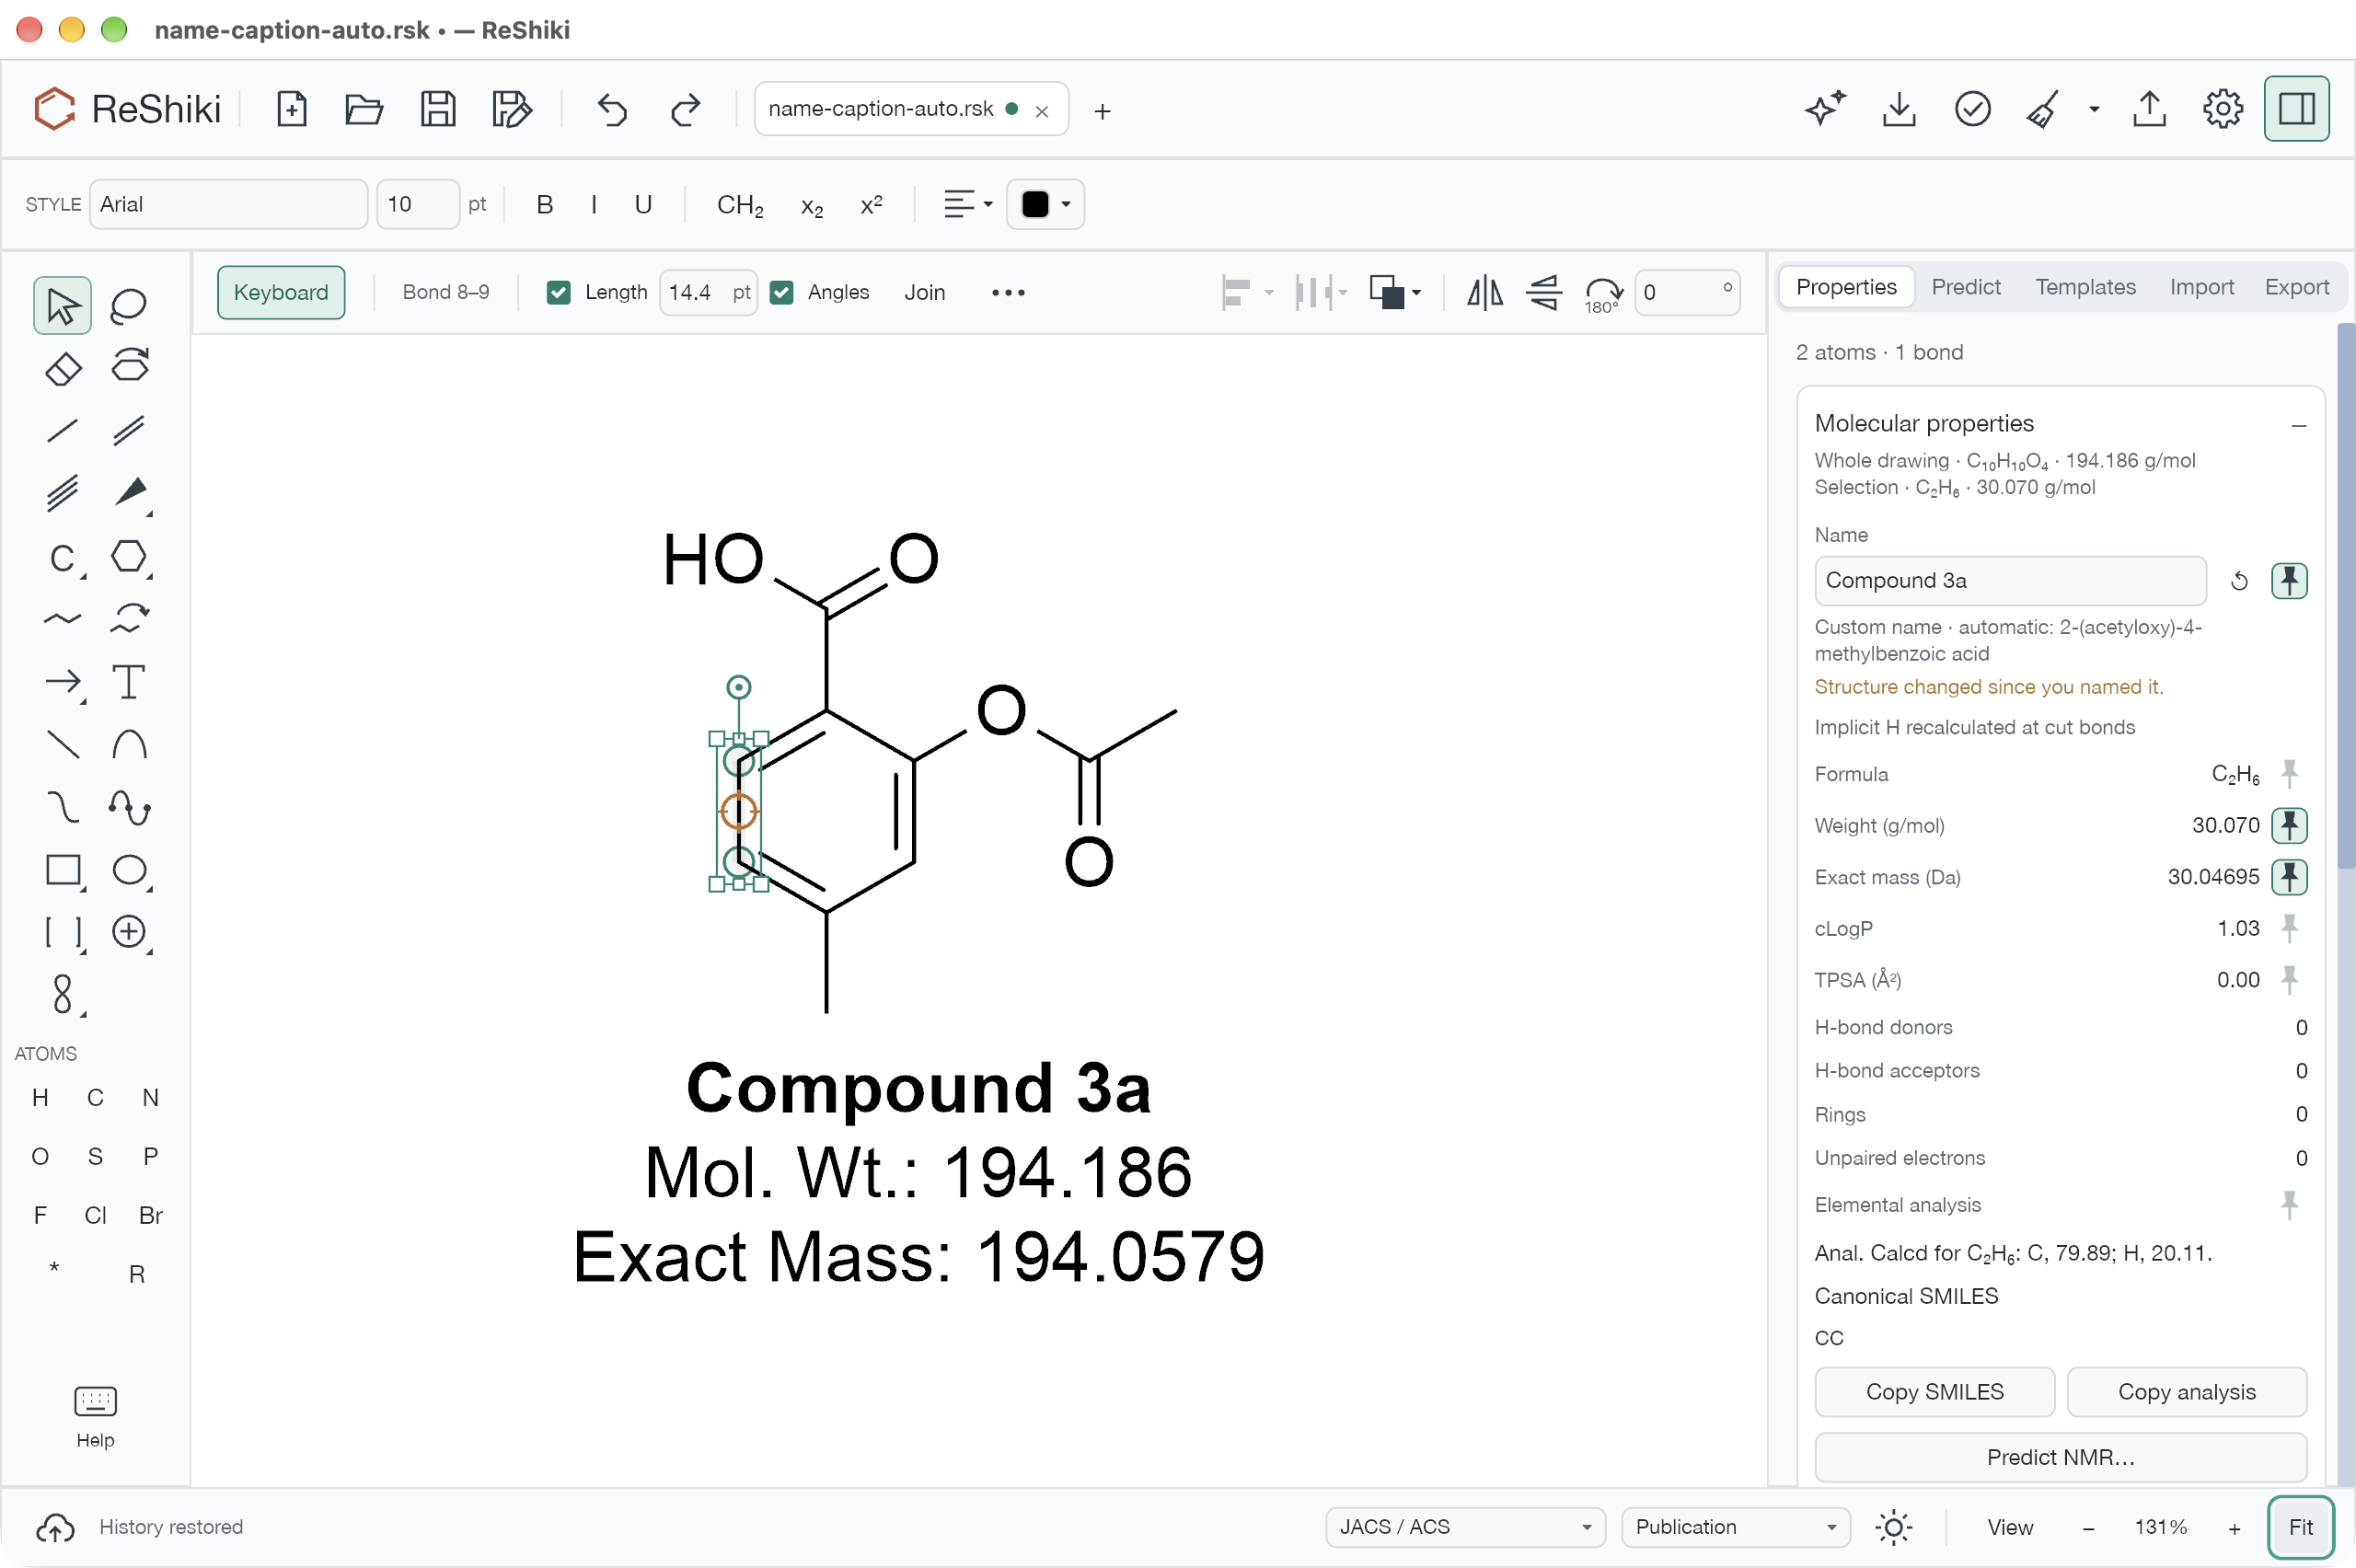 name-caption-auto.rsk • — ReShiki
ReShiki
name-caption-auto.rsk ● ×
+
STYLE Arial 10 pt B I U CH₂ x₂ x²
Keyboard Bond 8–9 Length 14.4 pt Angles Join ••• 180° 0 °
Properties Predict Templates Import Export
2 atoms · 1 bond
Molecular properties –
Whole drawing · C₁₀H₁₀O₄ · 194.186 g/mol
Selection · C₂H₆ · 30.070 g/mol
Name
Compound 3a
Custom name · automatic: 2-(acetyloxy)-4-
methylbenzoic acid
Structure changed since you named it.
Implicit H recalculated at cut bonds
Formula C₂H₆
Weight (g/mol) 30.070
Exact mass (Da) 30.04695
cLogP 1.03
TPSA (Å²) 0.00
H-bond donors 0
H-bond acceptors 0
Rings 0
Unpaired electrons 0
Elemental analysis
Anal. Calcd for C₂H₆: C, 79.89; H, 20.11.
Canonical SMILES
CC
Copy SMILES Copy analysis
Predict NMR...
C
T
[ ]
ATOMS
H C N
O S P
F Cl Br
* R
Help
HO O
O
O
Compound 3a
Mol. Wt.: 194.186
Exact Mass: 194.0579
History restored
JACS / ACS Publication View – 131% + Fit